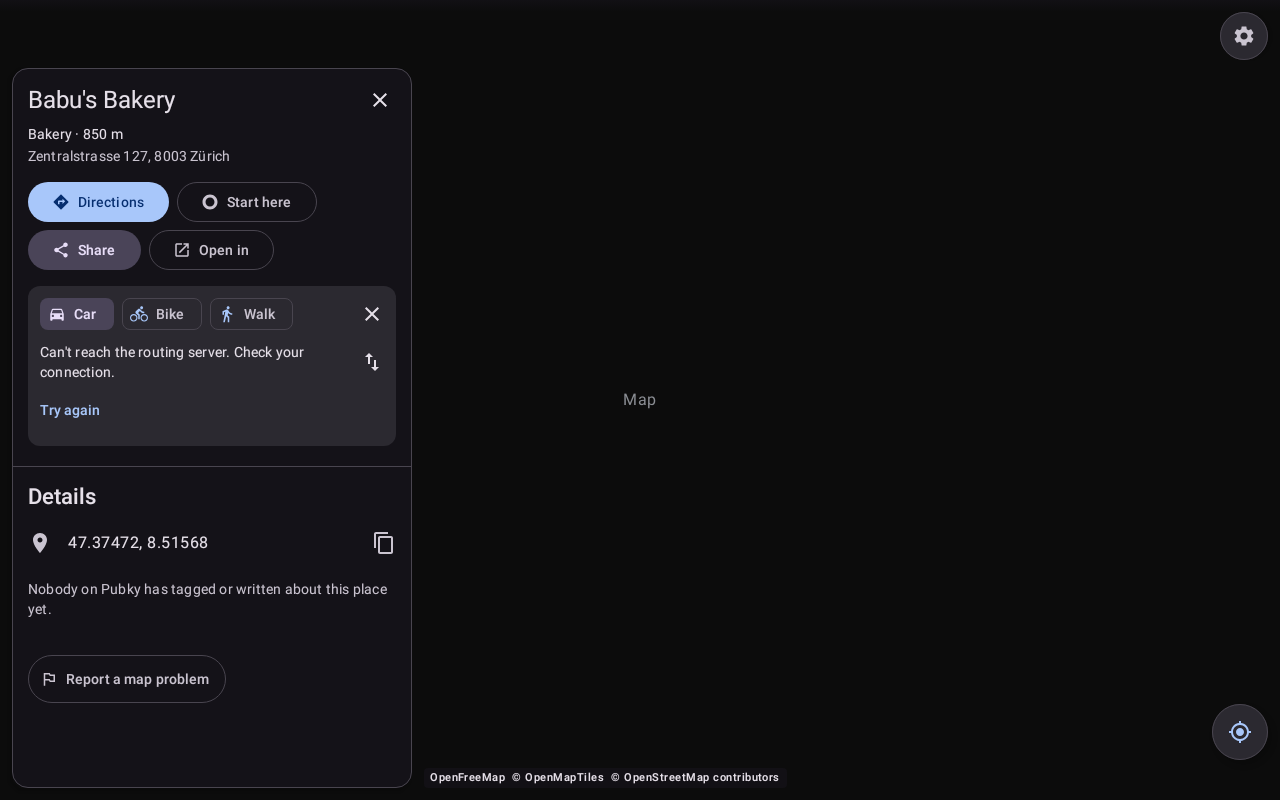 Babu's Bakery
Bakery · 850 m
Zentralstrasse 127, 8003 Zürich
Directions
Start here
Share
Open in
Car
Bike
Walk
Can't reach the routing server. Check your
connection.
Try again
Map
Details
47.37472, 8.51568
Nobody on Pubky has tagged or written about this place
yet.
Report a map problem
OpenFreeMap © OpenMapTiles © OpenStreetMap contributors